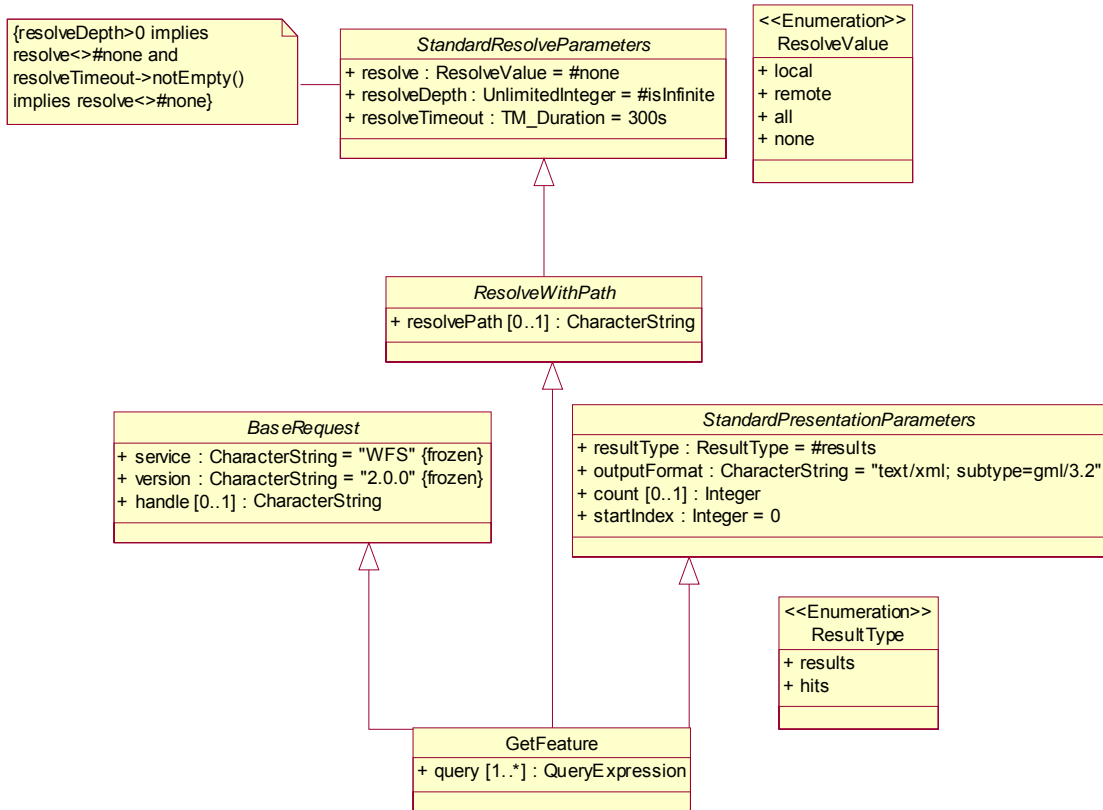 {resolveDepth>0 implies
resolve<>#none and
resolveTimeout->notEmpty()
implies resolve<>#none}
StandardResolveParameters
+ resolve : ResolveValue = #none
+ resolveDepth : UnlimitedInteger = #isInfinite
+ resolveTimeout : TM_Duration = 300s
<<Enumeration>>
ResolveValue
+ local
+ remote
+ all
+ none
ResolveWithPath
+ resolvePath [0..1] : CharacterString
BaseRequest
+ service : CharacterString = "WFS" {frozen}
+ version : CharacterString = "2.0.0" {frozen}
+ handle [0..1] : CharacterString
StandardPresentationParameters
+ resultType : ResultType = #results
+ outputFormat : CharacterString = "text/xml; subtype=gml/3.2"
+ count [0..1] : Integer
+ startIndex : Integer = 0
<<Enumeration>>
ResultType
+ results
+ hits
GetFeature
+ query [1..*] : QueryExpression